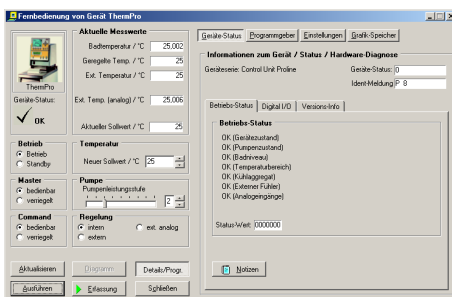 Fernbedienung von Gerät ThermPro
ThermPro
Geräte-Status:
OK
Aktuelle Messwerte
Badtemperatur / °C 25,002
Geregelte Temp. / °C 25
Ext. Temperatur / °C 25
Ext. Temp. (analog) / °C 25,006
Aktueller Sollwert / °C 25
Betrieb
Betrieb
Standby
Temperatur
Neuer Sollwert / °C 25
Master
bedienbar
verriegelt
Pumpe
Pumpenleistungsstufe
2
Command
bedienbar
verriegelt
Regelung
intern
ext. analog
extern
Aktualisieren
Diagramm
Details/Progr.
Ausführen
Erfassung
Schließen
Geräte-Status
Programmgeber
Einstellungen
Grafik-Speicher
Informationen zum Gerät / Status / Hardware-Diagnose
Geräteserie: Control Unit Proline
Geräte-Status: 0
Ident-Meldung P 8
Betriebs-Status
Digital I/O
Versions-Info
Betriebs-Status
OK (Gerätezustand)
OK (Pumpenzustand)
OK (Badniveau)
OK (Temperaturbereich)
OK (Kühlaggregat)
OK (Externer Fühler)
OK (Analogeingänge)
Status-Wert: 0000000
Notizen